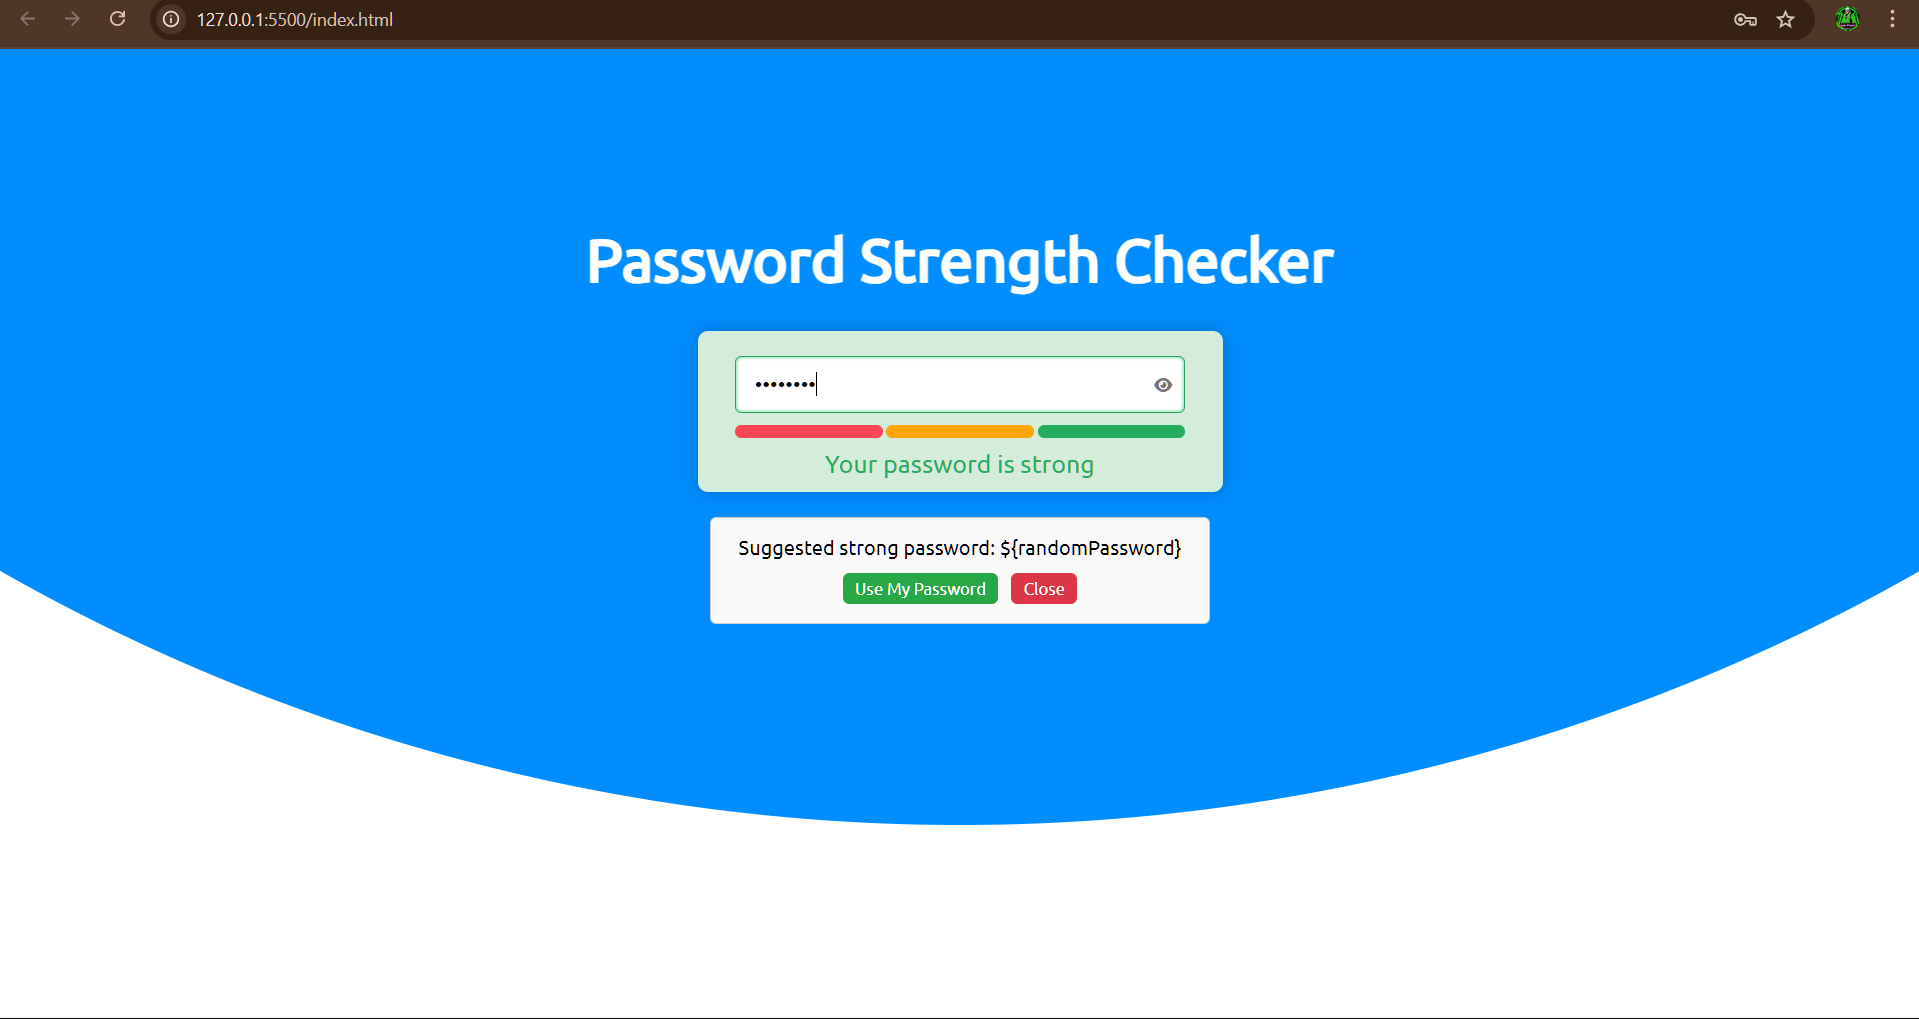 127.0.0.1:5500/index.html
Password Strength Checker
••••••••
Your password is strong
Suggested strong password: ${randomPassword}
Use My Password Close